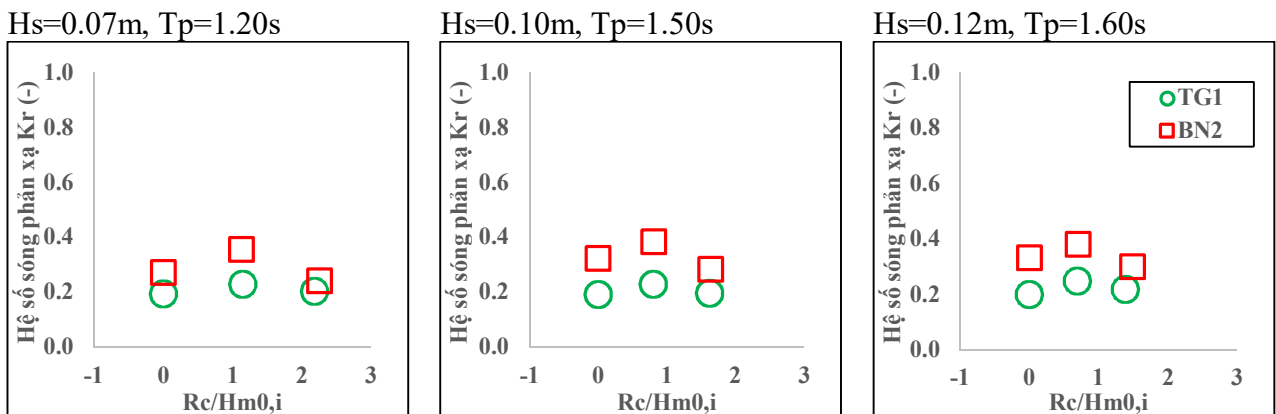 Hs=0.07m, Tp=1.20s
Hệ số sóng phản xạ Kr (-)
1.0
0.8
0.6
0.4
0.2
0.0
-1 0 1 2 3
Rc/Hm0,i
Hs=0.10m, Tp=1.50s
Hệ số sóng phản xạ Kr (-)
1.0
0.8
0.6
0.4
0.2
0.0
-1 0 1 2 3
Rc/Hm0,i
Hs=0.12m, Tp=1.60s
Hệ số sóng phản xạ Kr (-)
1.0
0.8
0.6
0.4
0.2
0.0
-1 0 1 2 3
Rc/Hm0,i
TG1
BN2